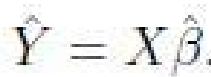 Ŷ = Xβ̂.